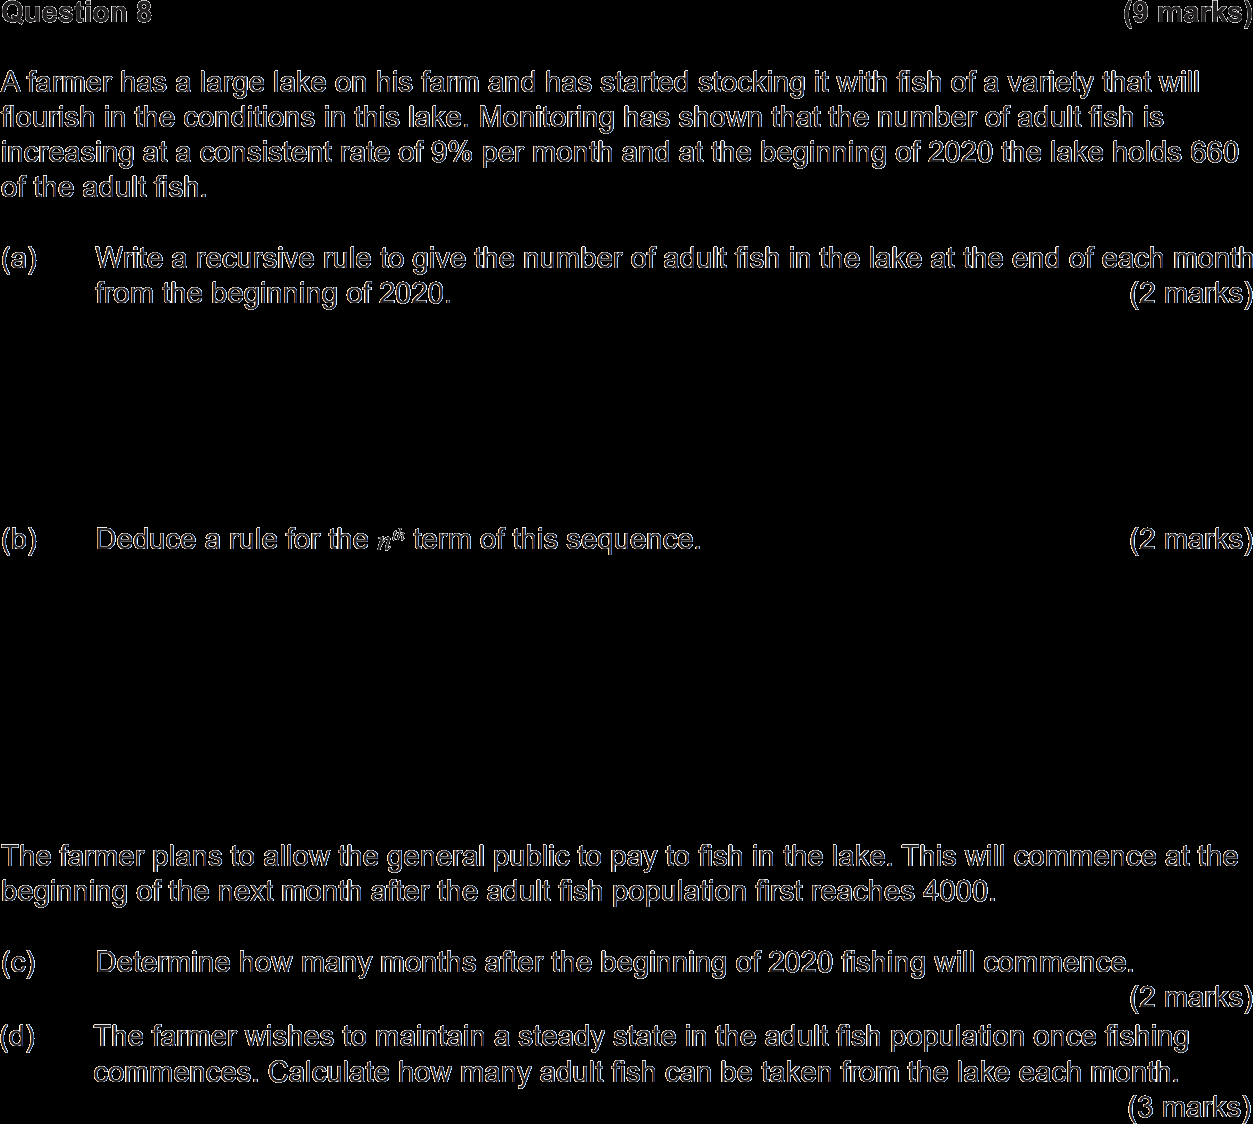 Question 8 (9 marks)
A farmer has a large lake on his farm and has started stocking it with fish of a variety that will
flourish in the conditions in this lake. Monitoring has shown that the number of adult fish is
increasing at a consistent rate of 9% per month and at the beginning of 2020 the lake holds 660
of the adult fish.
(a) Write a recursive rule to give the number of adult fish in the lake at the end of each month
from the beginning of 2020. (2 marks)
(b) Deduce a rule for the nᵗʰ term of this sequence. (2 marks)
The farmer plans to allow the general public to pay to fish in the lake. This will commence at the
beginning of the next month after the adult fish population first reaches 4000.
(c) Determine how many months after the beginning of 2020 fishing will commence.
(2 marks)
(d) The farmer wishes to maintain a steady state in the adult fish population once fishing
commences. Calculate how many adult fish can be taken from the lake each month.
(3 marks)